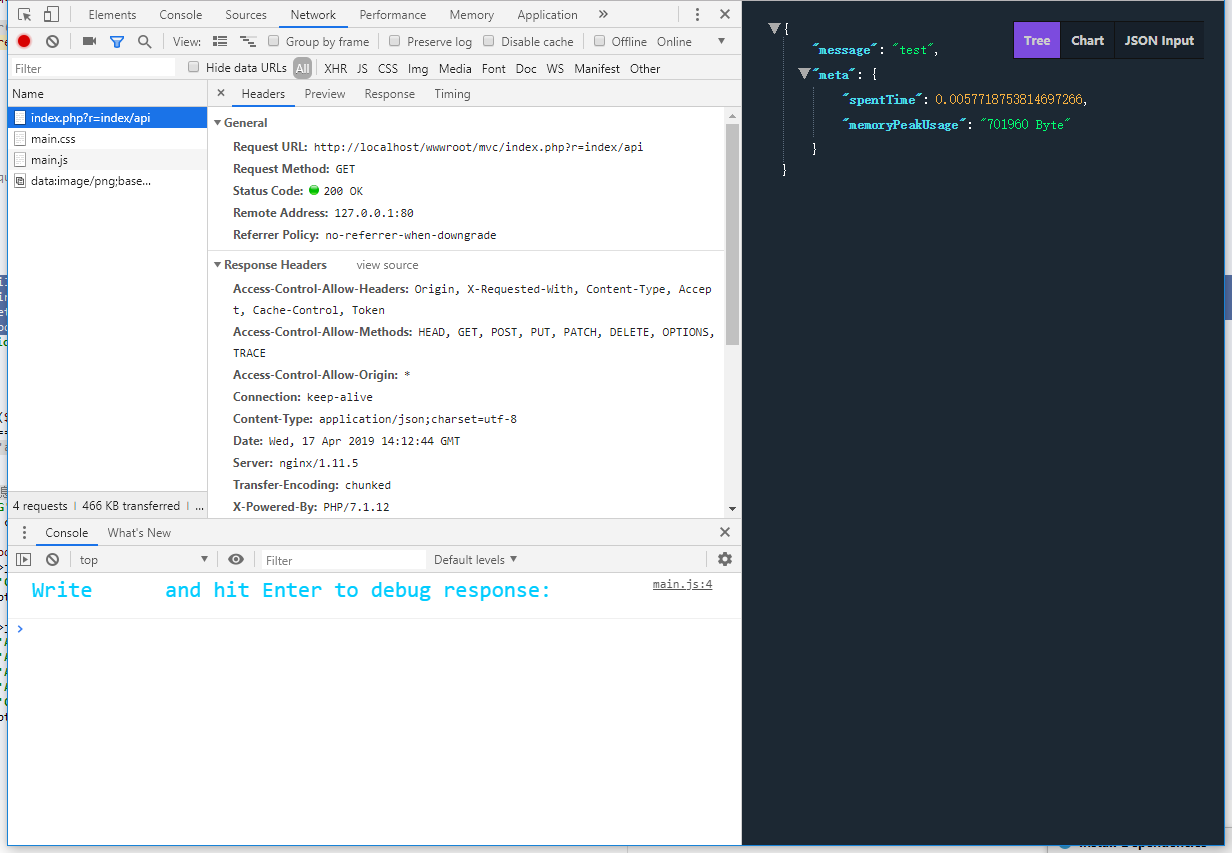 Elements Console Sources Network Performance Memory Application »
View: Group by frame Preserve log Disable cache Offline Online
Filter Hide data URLs All XHR JS CSS Img Media Font Doc WS Manifest Other
Name
index.php?r=index/api
main.css
main.js
data:image/png;base...
4 requests 466 KB transferred ...
× Headers Preview Response Timing
General
Request URL: http://localhost/wwwroot/mvc/index.php?r=index/api
Request Method: GET
Status Code: 200 OK
Remote Address: 127.0.0.1:80
Referrer Policy: no-referrer-when-downgrade
Response Headers view source
Access-Control-Allow-Headers: Origin, X-Requested-With, Content-Type, Accep
t, Cache-Control, Token
Access-Control-Allow-Methods: HEAD, GET, POST, PUT, PATCH, DELETE, OPTIONS,
TRACE
Access-Control-Allow-Origin: *
Connection: keep-alive
Content-Type: application/json;charset=utf-8
Date: Wed, 17 Apr 2019 14:12:44 GMT
Server: nginx/1.11.5
Transfer-Encoding: chunked
X-Powered-By: PHP/7.1.12
Console What's New
top Filter Default levels
Write and hit Enter to debug response: main.js:4
>
Tree Chart JSON Input
{
"message": "test",
"meta": {
"spentTime": 0.0057718753814697266,
"memoryPeakUsage": "701960 Byte"
}
}